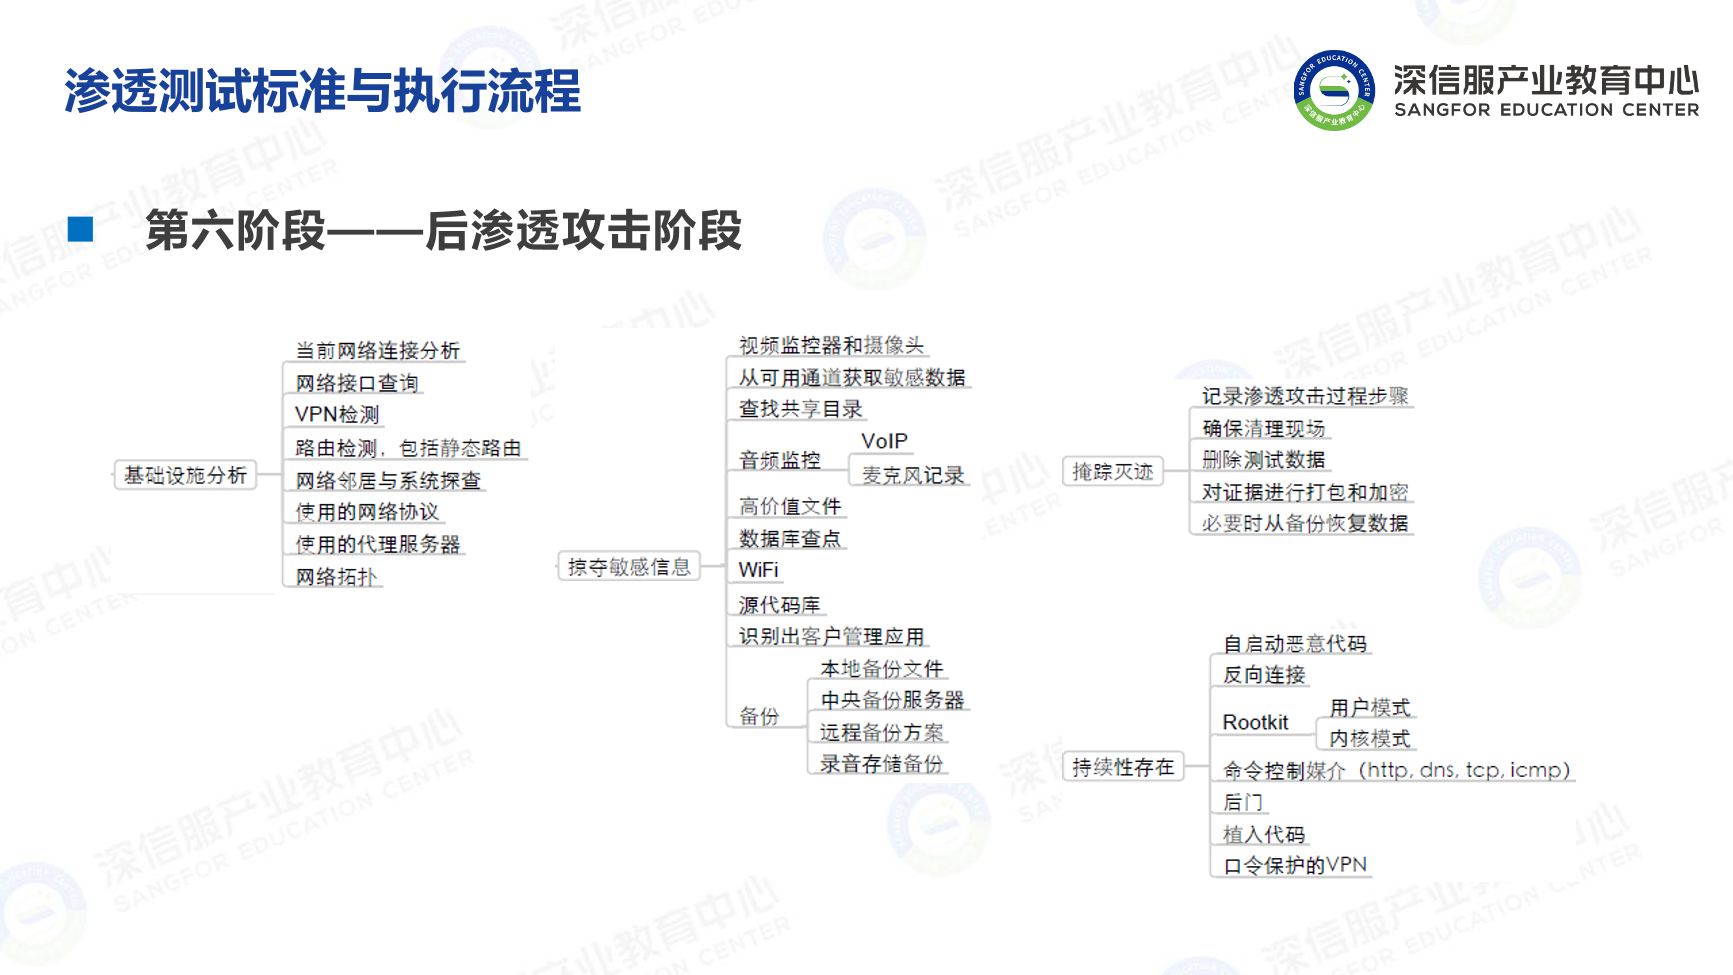 渗透测试标准与执行流程
深信服产业教育中心
SANGFOR EDUCATION CENTER
第六阶段——后渗透攻击阶段
基础设施分析
当前网络连接分析
网络接口查询
VPN检测
路由检测，包括静态路由
网络邻居与系统探查
使用的网络协议
使用的代理服务器
网络拓扑
掠夺敏感信息
视频监控器和摄像头
从可用通道获取敏感数据
查找共享目录
音频监控
VoIP
麦克风记录
高价值文件
数据库查点
WiFi
源代码库
识别出客户管理应用
备份
本地备份文件
中央备份服务器
远程备份方案
录音存储备份
掩踪灭迹
记录渗透攻击过程步骤
确保清理现场
删除测试数据
对证据进行打包和加密
必要时从备份恢复数据
持续性存在
自启动恶意代码
反向连接
Rootkit
用户模式
内核模式
命令控制媒介（http, dns, tcp, icmp）
后门
植入代码
口令保护的VPN